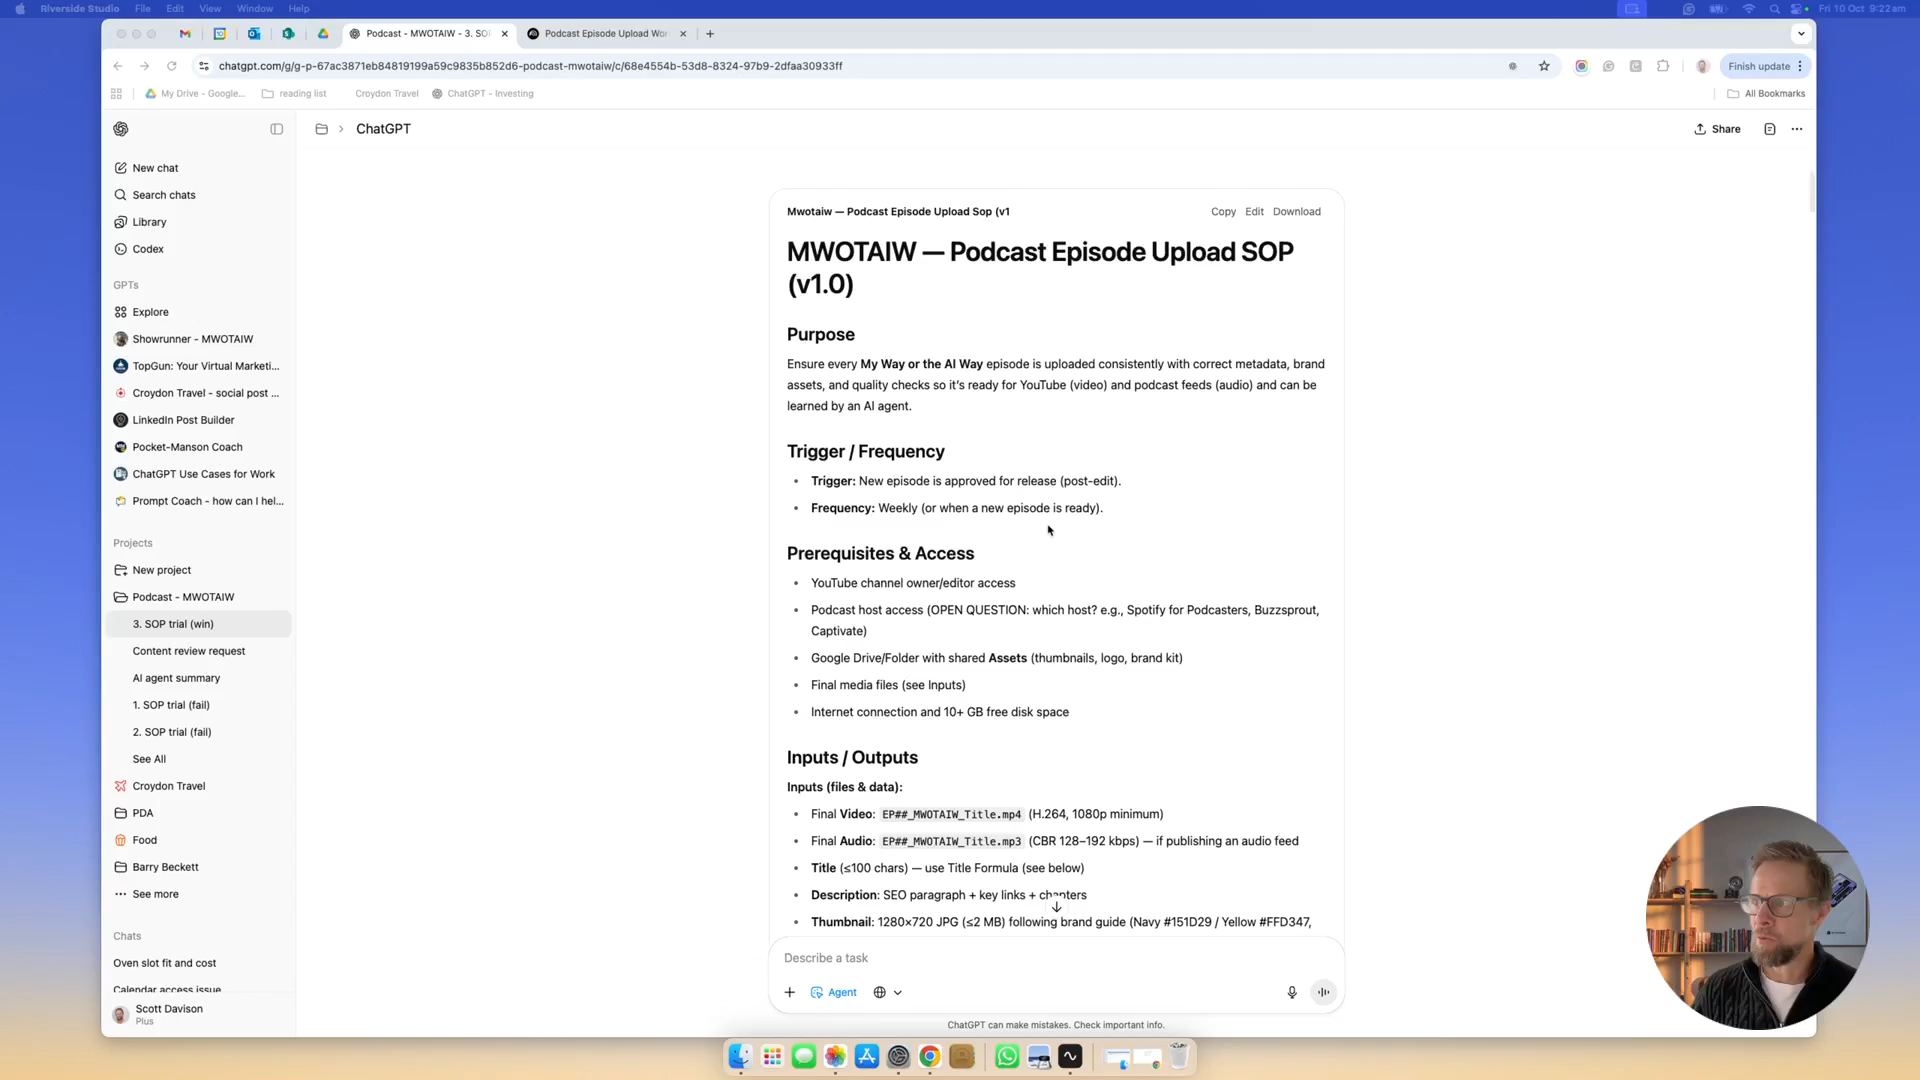 Riverside Studio File Edit View Window Help Fri 10 Oct 9:22 am
Podcast - MWOTAIW - 3. SO
Podcast Episode Upload Wor
chatgpt.com/g/g-p-67ac3871eb84819199a59c9835b852d6-podcast-mwotaiw/c/68e4554b-53d8-8324-97b9-2dfaa30933ff
Finish update
My Drive - Google...
reading list
Croydon Travel
ChatGPT - Investing
All Bookmarks
ChatGPT
Share
New chat
Search chats
Library
Codex
GPTs
Explore
Showrunner - MWOTAIW
TopGun: Your Virtual Marketi...
Croydon Travel - social post ...
LinkedIn Post Builder
Pocket-Manson Coach
ChatGPT Use Cases for Work
Prompt Coach - how can I hel...
Projects
New project
Podcast - MWOTAIW
3. SOP trial (win)
Content review request
AI agent summary
1. SOP trial (fail)
2. SOP trial (fail)
See All
Croydon Travel
PDA
Food
Barry Beckett
See more
Chats
Oven slot fit and cost
Calendar access issue
Scott Davison
Plus
Mwotaiw — Podcast Episode Upload Sop (v1
Copy Edit Download
MWOTAIW — Podcast Episode Upload SOP
(v1.0)
Purpose
Ensure every My Way or the AI Way episode is uploaded consistently with correct metadata, brand
assets, and quality checks so it's ready for YouTube (video) and podcast feeds (audio) and can be
learned by an AI agent.
Trigger / Frequency
Trigger: New episode is approved for release (post-edit).
Frequency: Weekly (or when a new episode is ready).
Prerequisites & Access
YouTube channel owner/editor access
Podcast host access (OPEN QUESTION: which host? e.g., Spotify for Podcasters, Buzzsprout,
Captivate)
Google Drive/Folder with shared Assets (thumbnails, logo, brand kit)
Final media files (see Inputs)
Internet connection and 10+ GB free disk space
Inputs / Outputs
Inputs (files & data):
Final Video: EP##_MWOTAIW_Title.mp4 (H.264, 1080p minimum)
Final Audio: EP##_MWOTAIW_Title.mp3 (CBR 128–192 kbps) — if publishing an audio feed
Title (≤100 chars) — use Title Formula (see below)
Description: SEO paragraph + key links + chapters
Thumbnail: 1280×720 JPG (≤2 MB) following brand guide (Navy #151D29 / Yellow #FFD347,
Describe a task
Agent
ChatGPT can make mistakes. Check important info.